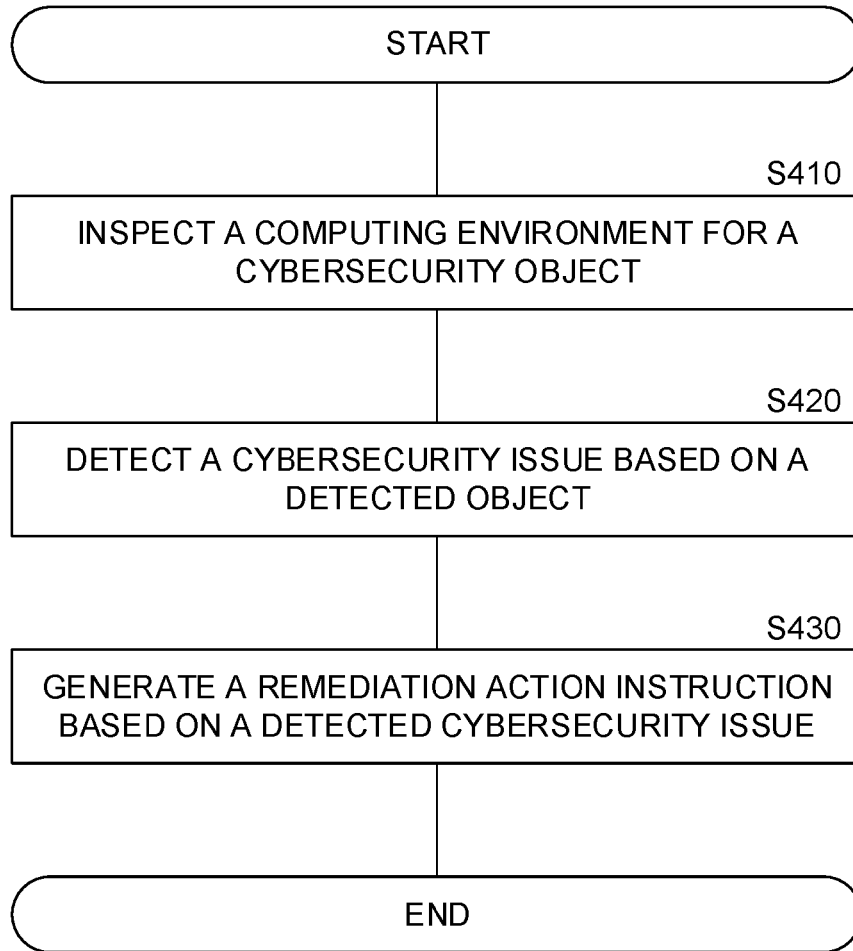 START
S410
INSPECT A COMPUTING ENVIRONMENT FOR A
CYBERSECURITY OBJECT
S420
DETECT A CYBERSECURITY ISSUE BASED ON A
DETECTED OBJECT
S430
GENERATE A REMEDIATION ACTION INSTRUCTION
BASED ON A DETECTED CYBERSECURITY ISSUE
END